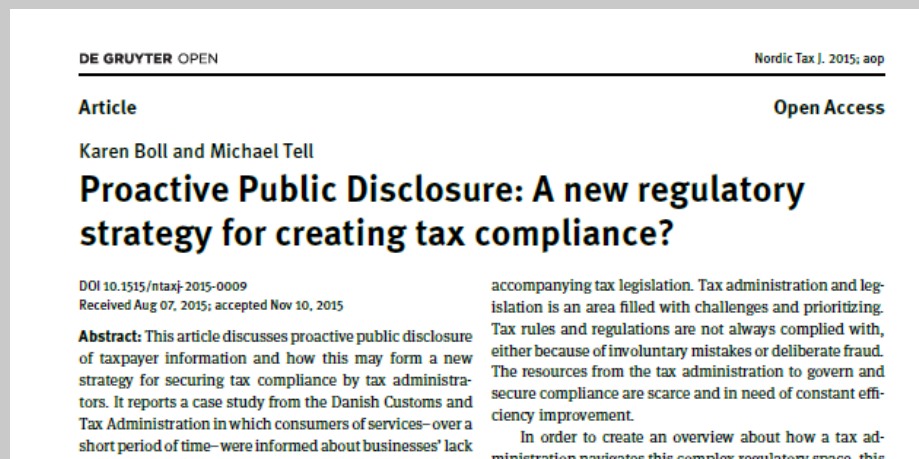 DE GRUYTER OPEN
Nordic Tax J. 2015; aop
Article
Open Access
Karen Boll and Michael Tell
Proactive Public Disclosure: A new regulatory
strategy for creating tax compliance?
DOI 10.1515/ntaxj-2015-0009
Received Aug 07, 2015; accepted Nov 10, 2015
Abstract: This article discusses proactive public disclosure
of taxpayer information and how this may form a new
strategy for securing tax compliance by tax administra-
tors. It reports a case study from the Danish Customs and
Tax Administration in which consumers of services–over a
short period of time–were informed about businesses' lack
accompanying tax legislation. Tax administration and leg-
islation is an area filled with challenges and prioritizing.
Tax rules and regulations are not always complied with,
either because of involuntary mistakes or deliberate fraud.
The resources from the tax administration to govern and
secure compliance are scarce and in need of constant effi-
ciency improvement.
In order to create an overview about how a tax ad-
ministration navigates this complex regulatory space, this